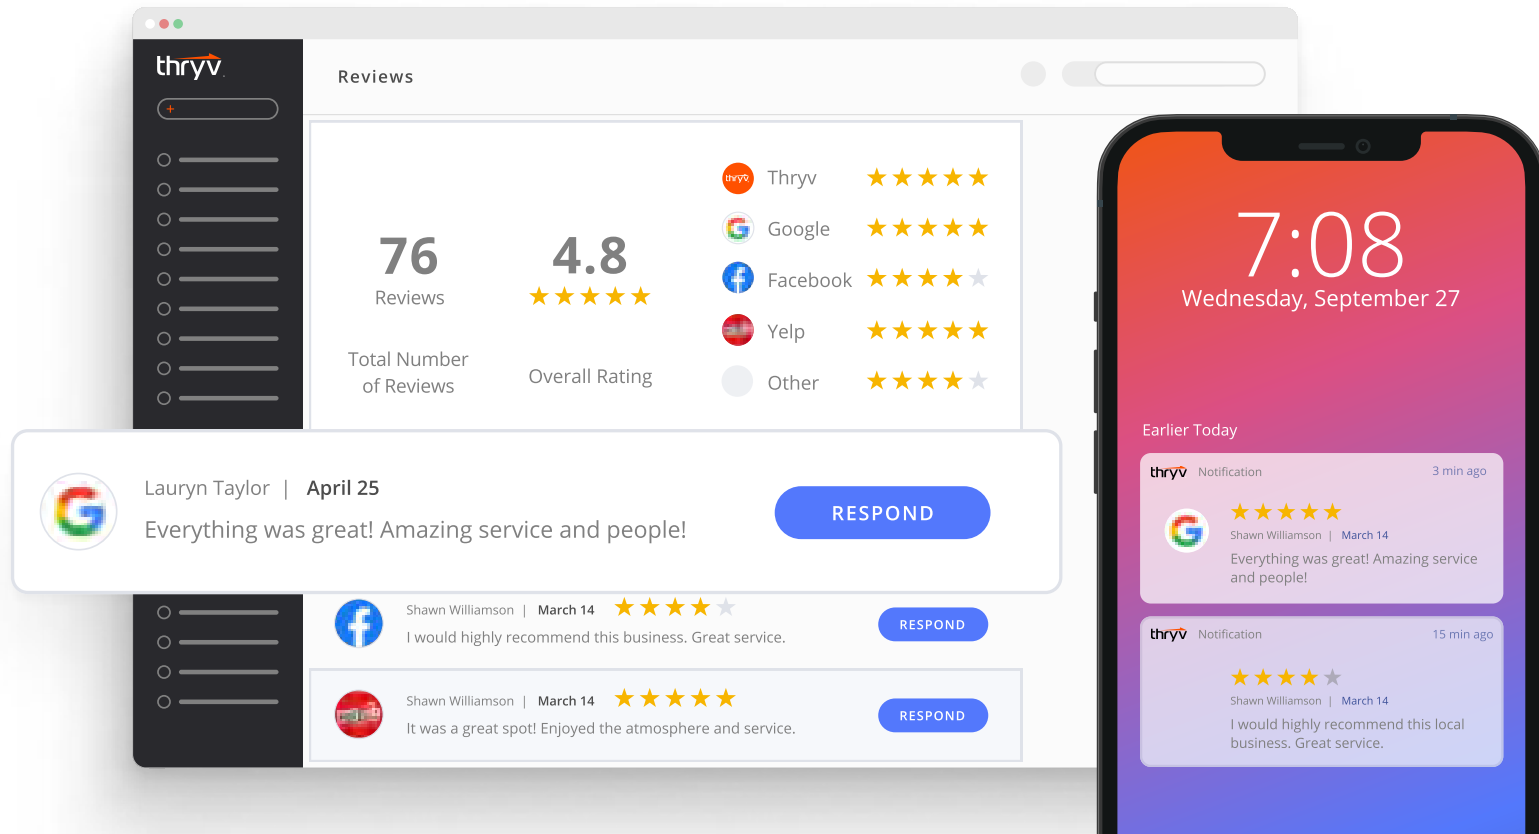 thryv
Reviews
+
76
Reviews
Total Number
of Reviews
4.8
Overall Rating
thryv
Thryv
Google
Facebook
Yelp
Other
Lauryn Taylor | April 25
Everything was great! Amazing service and people!
RESPOND
Shawn Williamson | March 14
I would highly recommend this business. Great service.
RESPOND
Shawn Williamson | March 14
It was a great spot! Enjoyed the atmosphere and service.
RESPOND
7:08
Wednesday, September 27
Earlier Today
thryv Notification 3 min ago
Shawn Williamson | March 14
Everything was great! Amazing service
and people!
thryv Notification 15 min ago
Shawn Williamson | March 14
I would highly recommend this local
business. Great service.